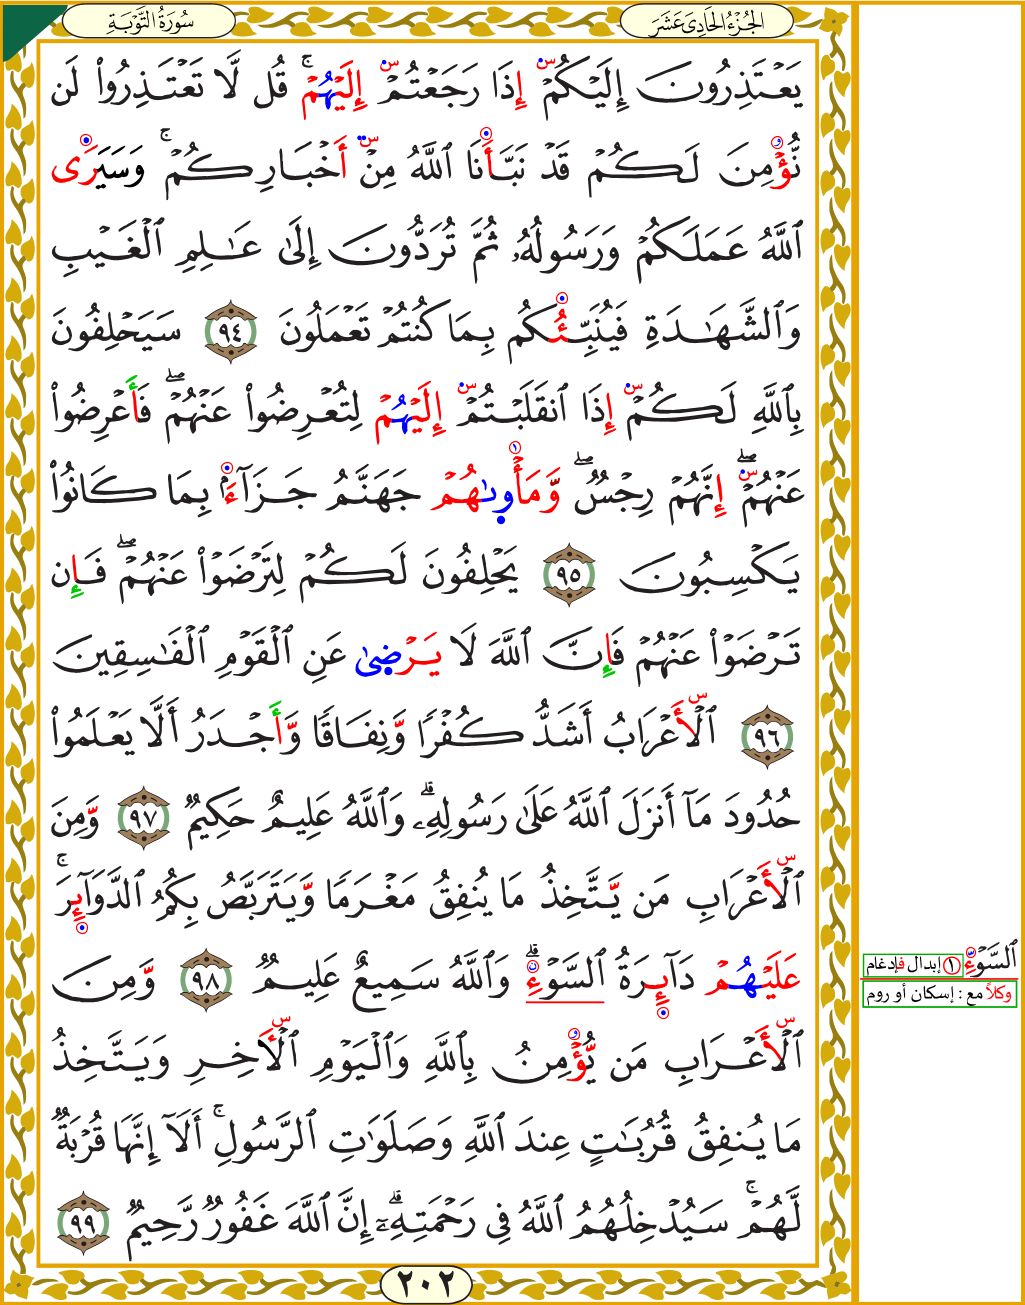 الجُزْءُ الحَادِي عَشَرَ
سُورَةُ التَّوْبَةِ
يَعْتَذِرُونَ إِلَيْكُمْ إِذَا رَجَعْتُمْ إِلَيْهُمْ ۚ قُل لَّا تَعْتَذِرُواْ لَن
نُّؤْمِنَ لَكُمْ قَدْ نَبَّأَنَا ٱللَّهُ مِنْ أَخْبَارِكُمْ ۚ وَسَيَرَى
ٱللَّهُ عَمَلَكُمْ وَرَسُولُهُۥ ثُمَّ تُرَدُّونَ إِلَىٰ عَـٰلِمِ ٱلْغَيْبِ
وَٱلشَّهَـٰدَةِ فَيُنَبِّئُكُم بِمَا كُنتُمْ تَعْمَلُونَ ٩٤ سَيَحْلِفُونَ
بِٱللَّهِ لَكُمْ إِذَا ٱنقَلَبْتُمْ إِلَيْهُمْ لِتُعْرِضُواْ عَنْهُمْ ۖ فَأَعْرِضُواْ
عَنْهُمْ ۖ إِنَّهُمْ رِجْسٌ ۖ وَّمَأْوٜىٰهُمْ جَهَنَّمُ جَزَآءَۢ بِمَا كَانُواْ
يَكْسِبُونَ ٩٥ يَحْلِفُونَ لَكُمْ لِتَرْضَوْاْ عَنْهُمْ ۖ فَإِن
تَرْضَوْاْ عَنْهُمْ فَإِنَّ ٱللَّهَ لَا يَرْضٜىٰ عَنِ ٱلْقَوْمِ ٱلْفَـٰسِقِينَ
٩٦ ٱلْأَعْرَابُ أَشَدُّ كُفْرًا وَّنِفَاقًا وَّأَجْدَرُ أَلَّا يَعْلَمُواْ
حُدُودَ مَآ أَنزَلَ ٱللَّهُ عَلَىٰ رَسُولِهِۦ ۗ وَٱللَّهُ عَلِيمٌ حَكِيمٌ ٩٧ وَّمِنَ
ٱلْأَعْرَابِ مَن يَّتَّخِذُ مَا يُنفِقُ مَغْرَمًا وَّيَتَرَبَّصُ بِكُمُ ٱلدَّوَآئِرَ ۚ
عَلَيْهُمْ دَآئِرَةُ ٱلسَّوْءِ ۗ وَٱللَّهُ سَمِيعٌ عَلِيمٌ ٩٨ وَّمِنَ
ٱلْأَعْرَابِ مَن يُّؤْمِنُ بِٱللَّهِ وَٱلْيَوْمِ ٱلْأَخِرِ وَيَتَّخِذُ
مَا يُنفِقُ قُرُبَـٰتٍ عِندَ ٱللَّهِ وَصَلَوَٰتِ ٱلرَّسُولِ ۚ أَلَآ إِنَّهَا قُرْبَةٌ
لَّهُمْ ۚ سَيُدْخِلُهُمُ ٱللَّهُ فِى رَحْمَتِهِۦٓ ۗ إِنَّ ٱللَّهَ غَفُورٌ رَّحِيمٌ ٩٩
٢٠٢
ٱلسَّوْءِ ① إبدال فإدغام
وكلاً مع : إسكان أو روم